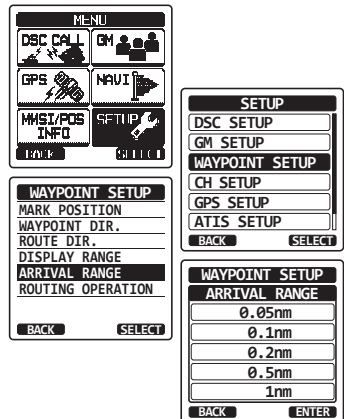 MENU
DSC CALL
GM
GPS
NAVI
MMSI/POS
INFO
SETUP
BACK
SELECT
SETUP
DSC SETUP
GM SETUP
WAYPOINT SETUP
CH SETUP
GPS SETUP
ATIS SETUP
BACK
SELECT
WAYPOINT SETUP
MARK POSITION
WAYPOINT DIR.
ROUTE DIR.
DISPLAY RANGE
ARRIVAL RANGE
ROUTING OPERATION
BACK
SELECT
WAYPOINT SETUP
ARRIVAL RANGE
0.05nm
0.1nm
0.2nm
0.5nm
1nm
BACK
ENTER